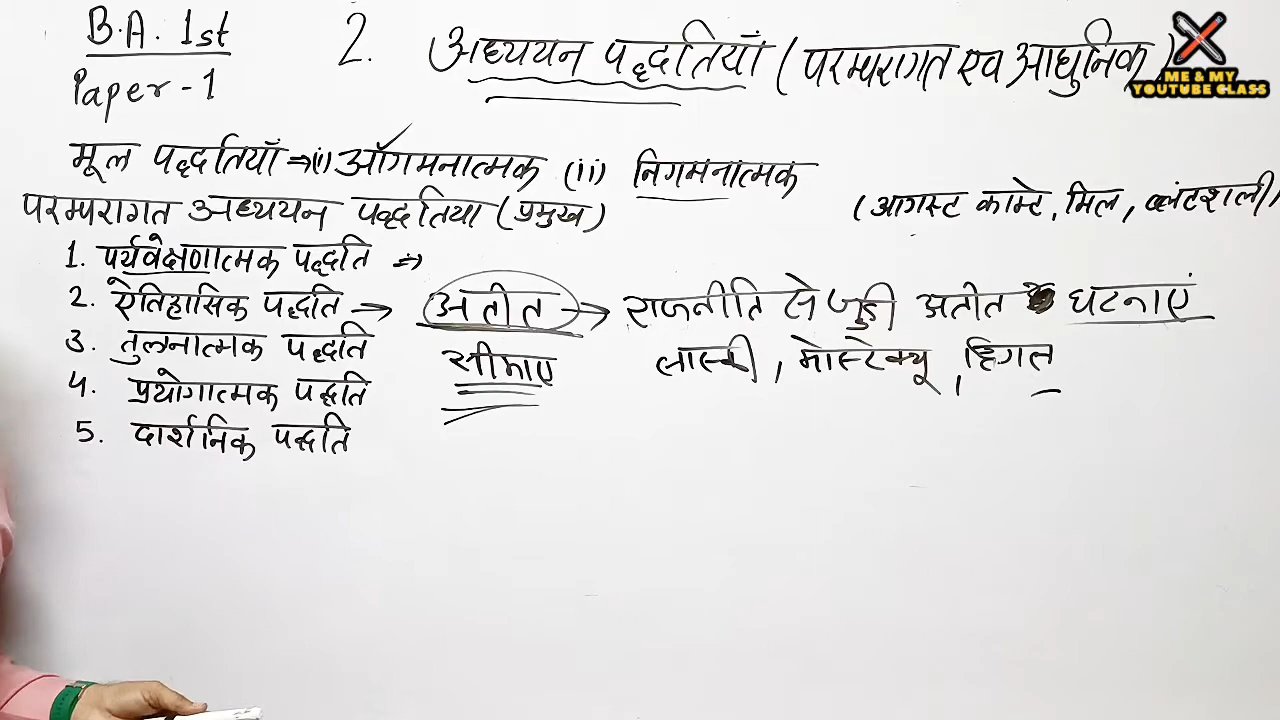 B.A. 1st
Paper - 1
2. अध्ययन पद्धतियाँ (परम्परागत एव आधुनिक)
ME & MY
YOUTUBE CLASS
मूल पद्धतियाँ ⇒ (i) आगमनात्मक (ii) निगमनात्मक
परम्परागत अध्ययन पद्धतिया (प्रमुख)
(आगस्ट काम्टे, मिल, ब्लंटशली)
1. पर्यवेक्षणात्मक पद्धति ⇒
2. ऐतिहासिक पद्धति → अतीत → राजनीति से जुड़ी अतीत घटनाएं
3. तुलनात्मक पद्धति सीमाए लास्की, मोस्टेक्यू, हिगल
4. प्रयोगात्मक पद्धति
5. दार्शनिक पद्धति